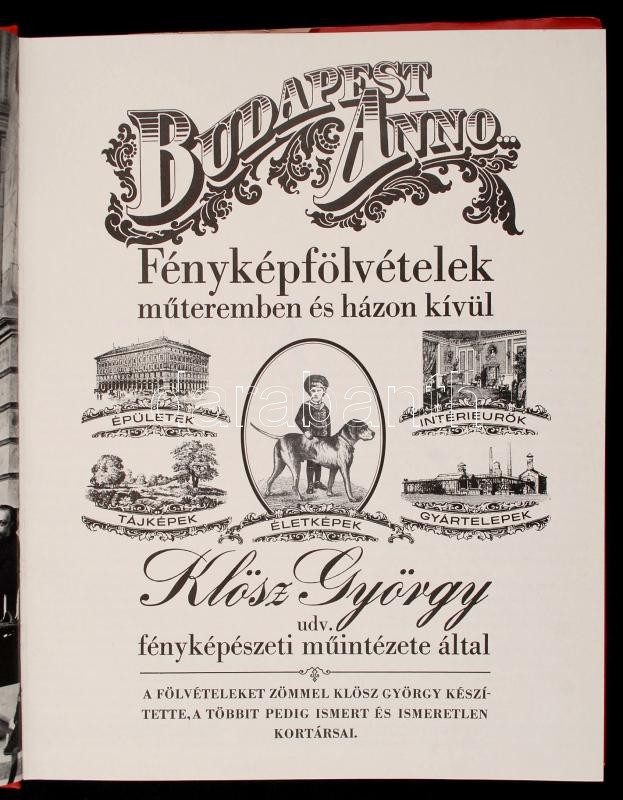 BUDAPEST
ANNO...
Fényképfölvételek
műteremben és házon kívül
ÉPÜLETEK
INTÉRIEURÖK
TÁJKÉPEK
ÉLETKÉPEK
GYÁRTELEPEK
Klösz György
udv.
fényképészeti műintézete által
A FÖLVÉTELEKET ZÖMMEL KLÖSZ GYÖRGY KÉSZÍ-
TETTE, A TÖBBIT PEDIG ISMERT ÉS ISMERETLEN
KORTÁRSAI.